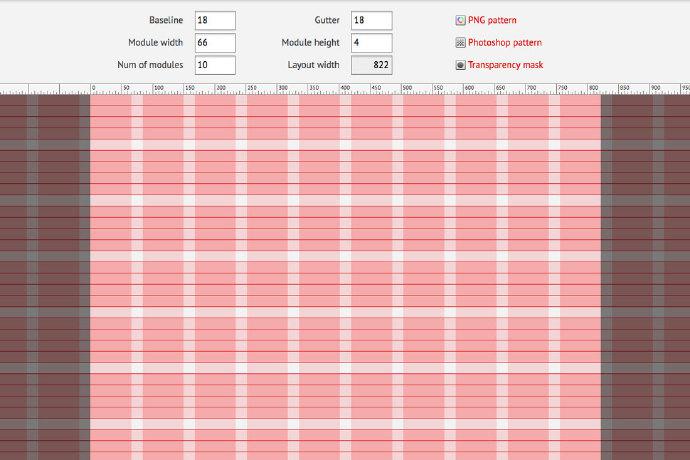 Baseline 18 Gutter 18 PNG pattern
Module width 66 Module height 4 Photoshop pattern
Num of modules 10 Layout width 822 Transparency mask
0 50 100 150 200 250 300 350 400 450 500 550 600 650 700 750 800 850 900 950